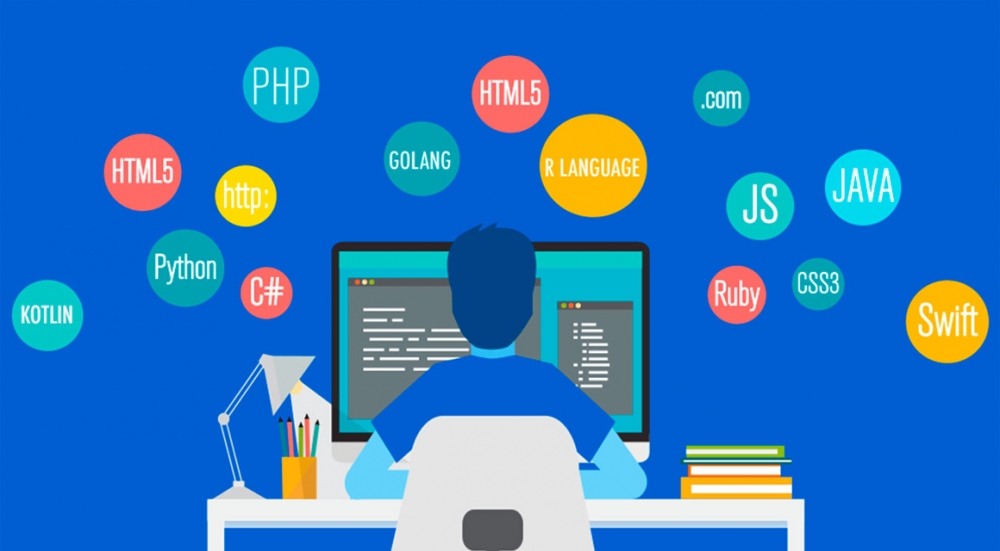 PHP
HTML5
.com
GOLANG
HTML5
R LANGUAGE
http:
JS
JAVA
Python
C#
Ruby
CSS3
KOTLIN
Swift